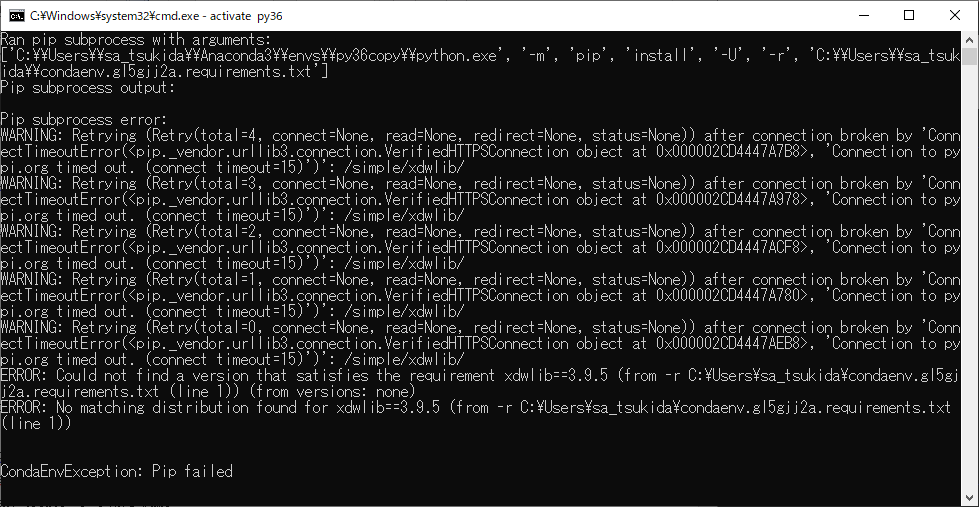 C:¥Windows¥system32¥cmd.exe - activate py36
Ran pip subprocess with arguments:
['C:¥¥Users¥¥sa_tsukida¥¥Anaconda3¥¥envs¥¥py36copy¥¥python.exe', '-m', 'pip', 'install', '-U', '-r', 'C:¥¥Users¥¥sa_tsuk
ida¥¥condaenv.gl5gjj2a.requirements.txt']
Pip subprocess output:
Pip subprocess error:
WARNING: Retrying (Retry(total=4, connect=None, read=None, redirect=None, status=None)) after connection broken by 'Conn
ectTimeoutError(<pip._vendor.urllib3.connection.VerifiedHTTPSConnection object at 0x000002CD4447A7B8>, 'Connection to py
pi.org timed out. (connect timeout=15)')': /simple/xdwlib/
WARNING: Retrying (Retry(total=3, connect=None, read=None, redirect=None, status=None)) after connection broken by 'Conn
ectTimeoutError(<pip._vendor.urllib3.connection.VerifiedHTTPSConnection object at 0x000002CD4447A978>, 'Connection to py
pi.org timed out. (connect timeout=15)')': /simple/xdwlib/
WARNING: Retrying (Retry(total=2, connect=None, read=None, redirect=None, status=None)) after connection broken by 'Conn
ectTimeoutError(<pip._vendor.urllib3.connection.VerifiedHTTPSConnection object at 0x000002CD4447ACF8>, 'Connection to py
pi.org timed out. (connect timeout=15)')': /simple/xdwlib/
WARNING: Retrying (Retry(total=1, connect=None, read=None, redirect=None, status=None)) after connection broken by 'Conn
ectTimeoutError(<pip._vendor.urllib3.connection.VerifiedHTTPSConnection object at 0x000002CD4447A780>, 'Connection to py
pi.org timed out. (connect timeout=15)')': /simple/xdwlib/
WARNING: Retrying (Retry(total=0, connect=None, read=None, redirect=None, status=None)) after connection broken by 'Conn
ectTimeoutError(<pip._vendor.urllib3.connection.VerifiedHTTPSConnection object at 0x000002CD4447AEB8>, 'Connection to py
pi.org timed out. (connect timeout=15)')': /simple/xdwlib/
ERROR: Could not find a version that satisfies the requirement xdwlib==3.9.5 (from -r C:¥Users¥sa_tsukida¥condaenv.gl5gj
j2a.requirements.txt (line 1)) (from versions: none)
ERROR: No matching distribution found for xdwlib==3.9.5 (from -r C:¥Users¥sa_tsukida¥condaenv.gl5gjj2a.requirements.txt
(line 1))
CondaEnvException: Pip failed